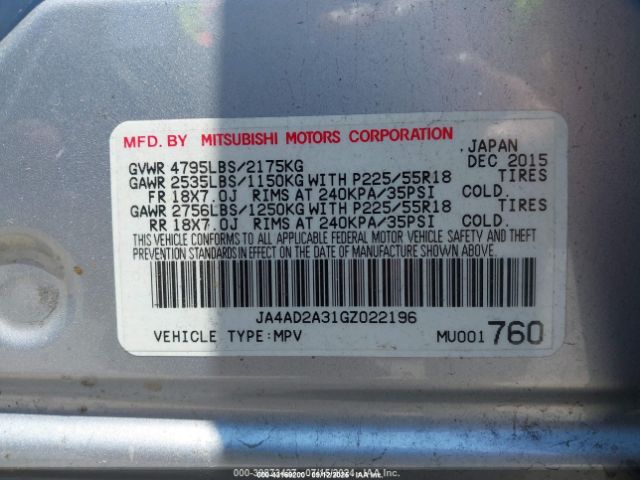 MFD. BY MITSUBISHI MOTORS CORPORATION JAPAN
GVWR 4795LBS/2175KG DEC 2015
GAWR 2535LBS/1150KG WITH P225/55R18 TIRES
FR 18X7.0J RIMS AT 240KPA/35PSI COLD.
GAWR 2756LBS/1250KG WITH P225/55R18 TIRES
RR 18X7.0J RIMS AT 240KPA/35PSI COLD.
THIS VEHICLE CONFORMS TO ALL APPLICABLE FEDERAL MOTOR VEHICLE SAFETY AND THEFT
PREVENTION STANDARDS IN EFFECT ON THE DATE OF MANUFACTURE SHOWN ABOVE.
JA4AD2A31GZ022196
VEHICLE TYPE:MPV MU001 760